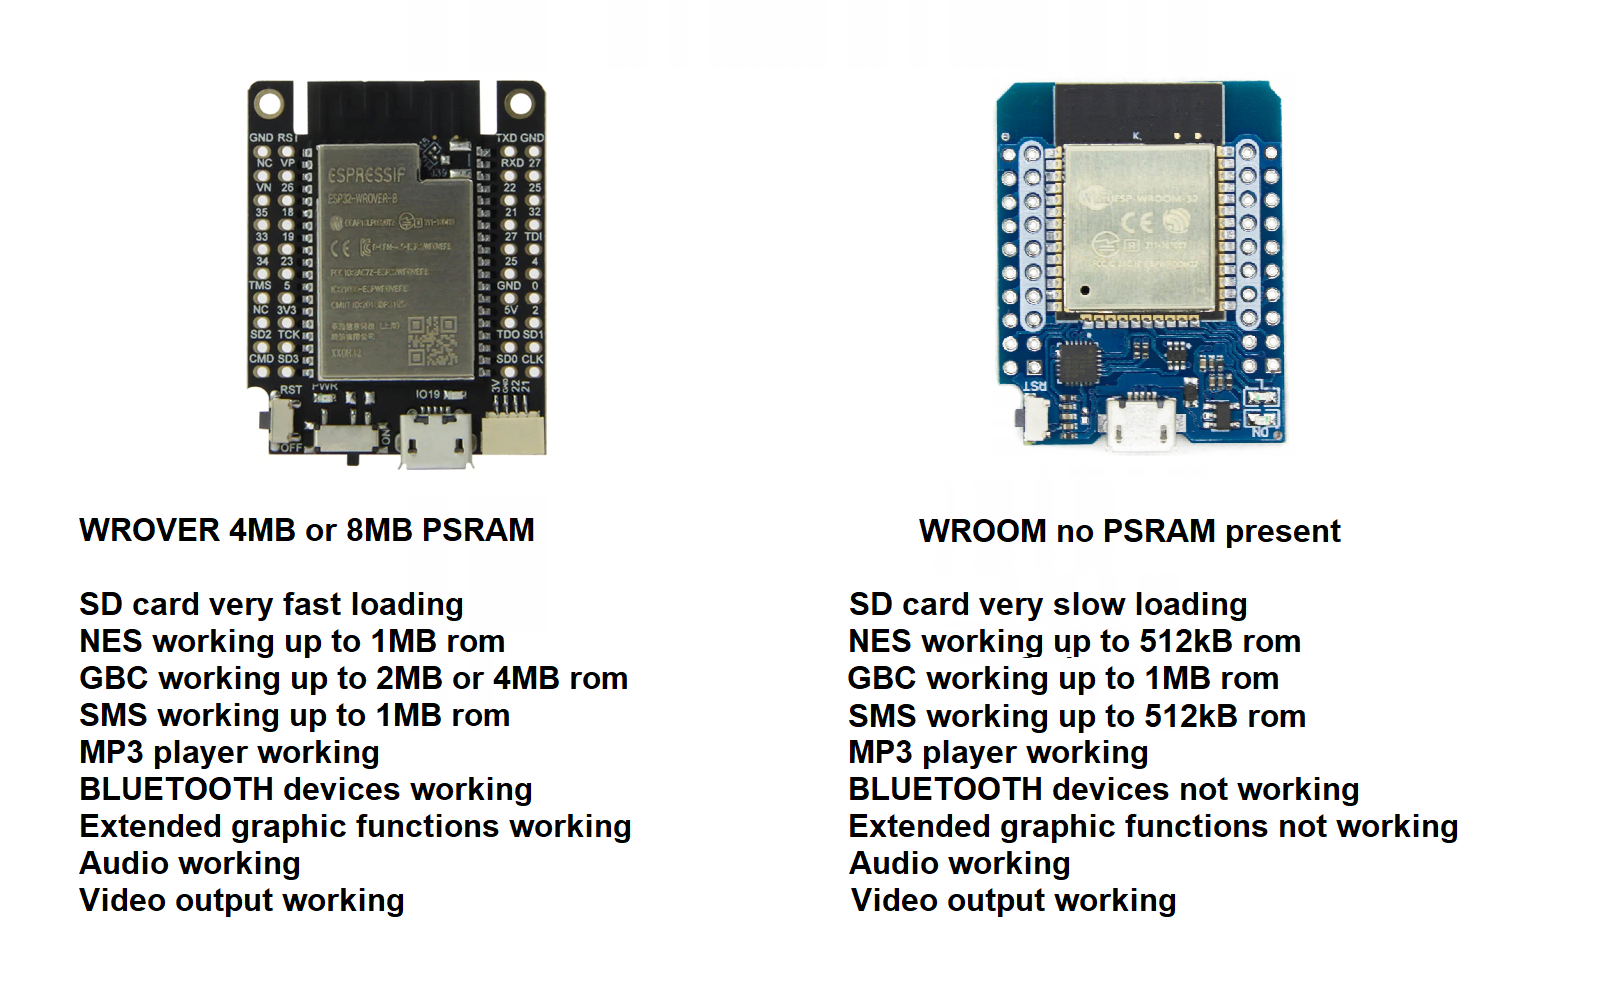 GND RST
TXD GND
NC VP
RXD 27
VN 26
22 25
35 18
21 32
33 19
27 TDI
34 23
25 4
TMS 5
GND 0
NC 3V3
5V 2
SD2 TCK
TDO SD1
CMD SD3
SD0 CLK
ESPRESSIF
ESP32-WROVER-B
CE
RST
PWR
OFF
ON
IO19
3V
GND
22
21
ESP-WROOM-32
CE
RST
L
WROVER 4MB or 8MB PSRAM
SD card very fast loading
NES working up to 1MB rom
GBC working up to 2MB or 4MB rom
SMS working up to 1MB rom
MP3 player working
BLUETOOTH devices working
Extended graphic functions working
Audio working
Video output working
WROOM no PSRAM present
SD card very slow loading
NES working up to 512kB rom
GBC working up to 1MB rom
SMS working up to 512kB rom
MP3 player working
BLUETOOTH devices not working
Extended graphic functions not working
Audio working
Video output working